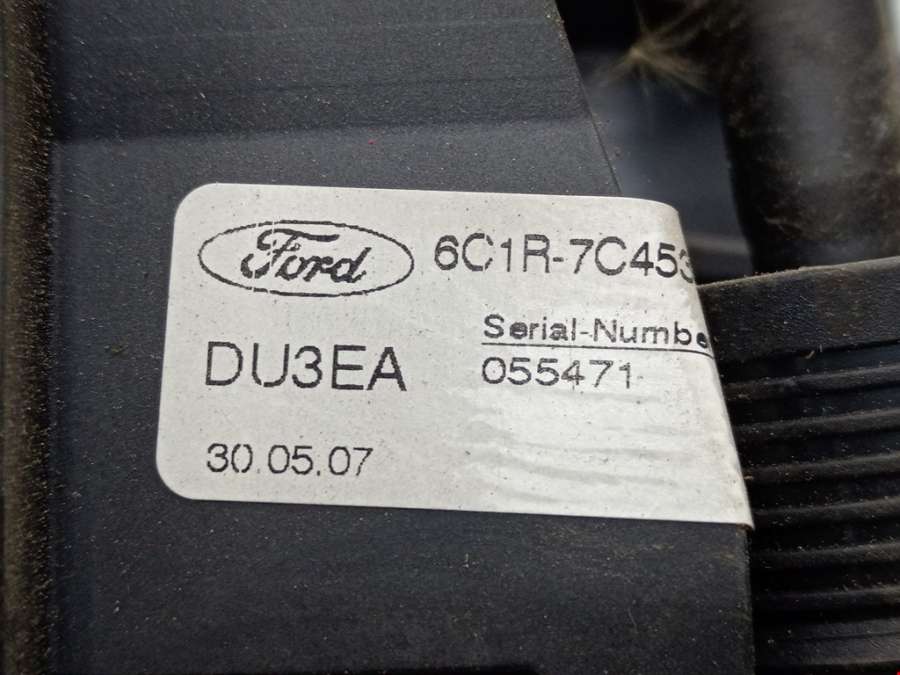 Ford 6C1R-7C453
Serial-Numbe
DU3EA 055471
30.05.07